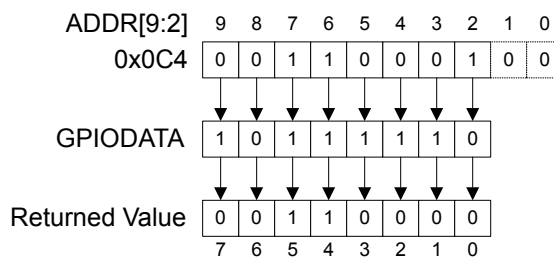 ADDR[9:2] 9 8 7 6 5 4 3 2 1 0
0x0C4 0 0 1 1 0 0 0 1 0 0
GPIODATA 1 0 1 1 1 1 1 0
Returned Value 0 0 1 1 0 0 0 0
7 6 5 4 3 2 1 0